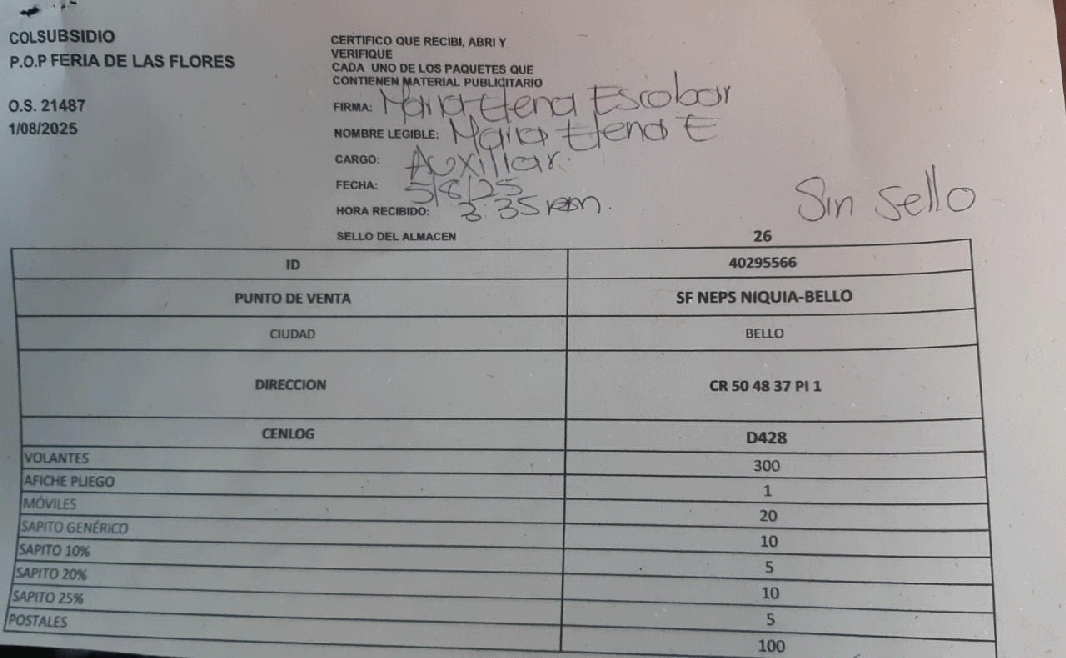 COLSUBSIDIO
P.O.P FERIA DE LAS FLORES
O.S. 21487
1/08/2025
CERTIFICO QUE RECIBI, ABRI Y
VERIFIQUE
CADA UNO DE LOS PAQUETES QUE
CONTIENEN MATERIAL PUBLICITARIO
FIRMA: Maria Elena Escobar
NOMBRE LEGIBLE: Maria Elena E
CARGO: Auxiliar.
FECHA: 5/8/25
HORA RECIBIDO: 3:35
Sin sello
SELLO DEL ALMACEN 26
ID 40295566
PUNTO DE VENTA SF NEPS NIQUIA-BELLO
CIUDAD BELLO
DIRECCION CR 50 48 37 PI 1
CENLOG D428
VOLANTES 300
AFICHE PLIEGO 1
MÓVILES 20
SAPITO GENÉRICO 10
SAPITO 10% 5
SAPITO 20% 10
SAPITO 25% 5
POSTALES 100